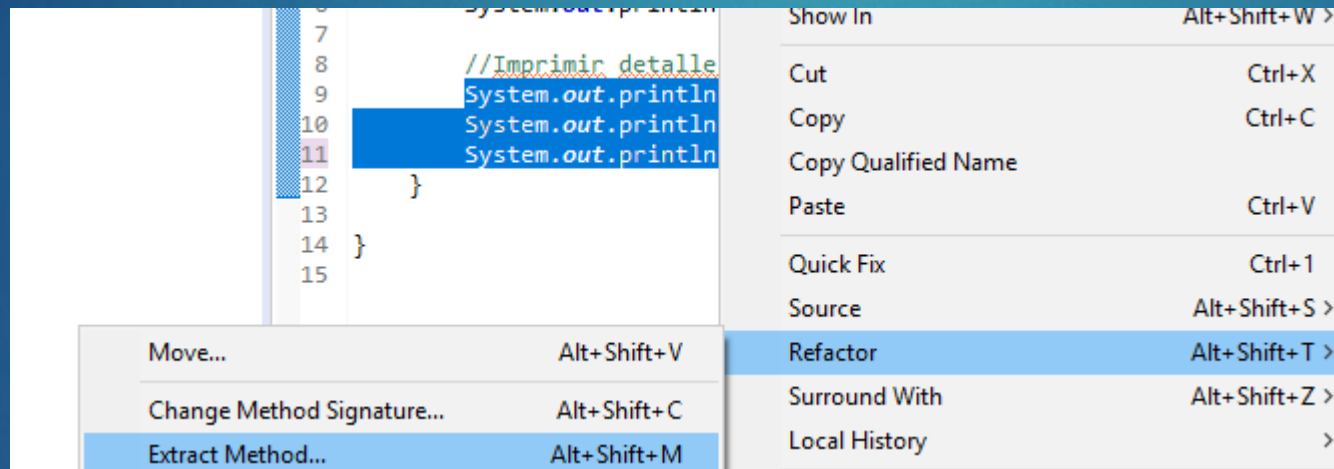 6 System.out.println
7
8 //Imprimir detalle
9 System.out.println
10 System.out.println
11 System.out.println
12 }
13
14 }
15
Show In Alt+Shift+W >
Cut Ctrl+X
Copy Ctrl+C
Copy Qualified Name
Paste Ctrl+V
Quick Fix Ctrl+1
Source Alt+Shift+S >
Refactor Alt+Shift+T >
Surround With Alt+Shift+Z >
Local History >
Move... Alt+Shift+V
Change Method Signature... Alt+Shift+C
Extract Method... Alt+Shift+M